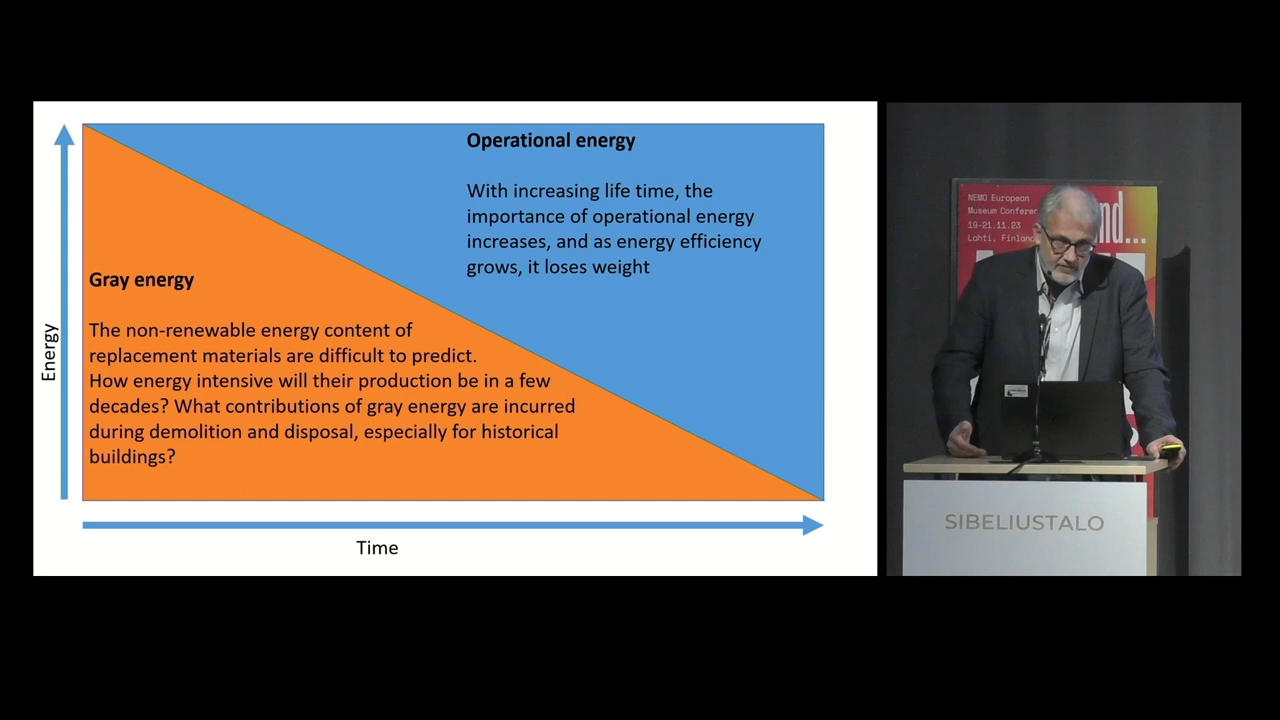 Operational energy
With increasing life time, the
importance of operational energy
increases, and as energy efficiency
grows, it loses weight
Gray energy
The non-renewable energy content of
replacement materials are difficult to predict.
How energy intensive will their production be in a few
decades? What contributions of gray energy are incurred
during demolition and disposal, especially for historical
buildings?
Energy
Time
NEMO European
Museum
19-21.11.23
Lahti, Finland
SIBELIUSTALO